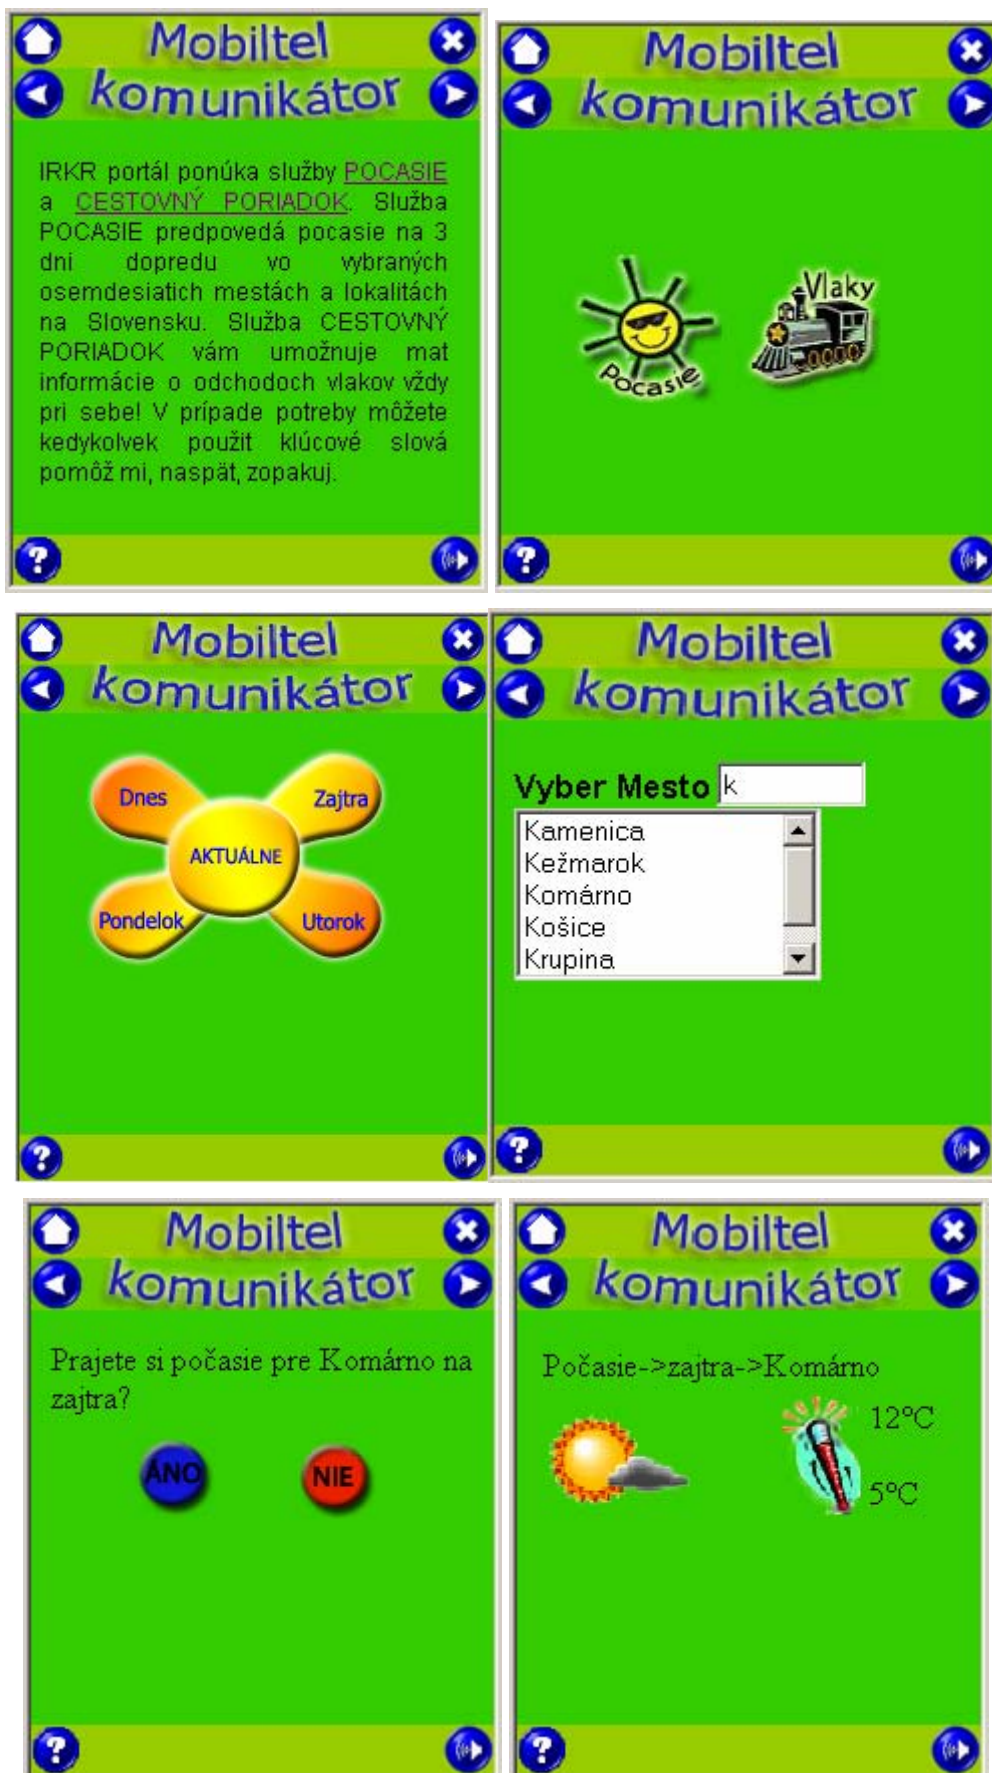 Mobiltel
komunikátor
IRKR portál ponúka služby POCASIE
a CESTOVNÝ PORIADOK. Služba
POCASIE predpovedá pocasie na 3
dni dopredu vo vybraných
osemdesiatich mestách a lokalitách
na Slovensku. Služba CESTOVNÝ
PORIADOK vám umožnuje mat
informácie o odchodoch vlakov vždy
pri sebe! V prípade potreby môžete
kedykolvek použit klúcové slová
pomôž mi, naspät, zopakuj.
?
Mobiltel
komunikátor
Pocasie
Vlaky
?
Mobiltel
komunikátor
Dnes
Zajtra
AKTUÁLNE
Pondelok
Utorok
?
Mobiltel
komunikátor
Vyber Mesto k
Kamenica
Kežmarok
Komárno
Košice
Krupina
?
Mobiltel
komunikátor
Prajete si počasie pre Komárno na
zajtra?
ÁNO
NIE
?
Mobiltel
komunikátor
Počasie->zajtra->Komárno
12°C
5°C
?